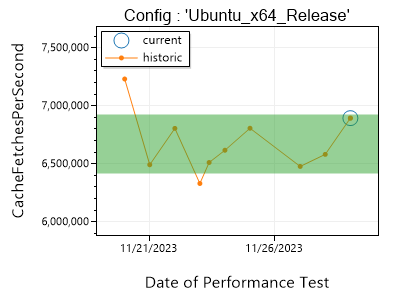 Config : 'Ubuntu_x64_Release'
current
historic
7,500,000
7,000,000
6,500,000
6,000,000
CacheFetchesPerSecond
11/21/2023 11/26/2023
Date of Performance Test